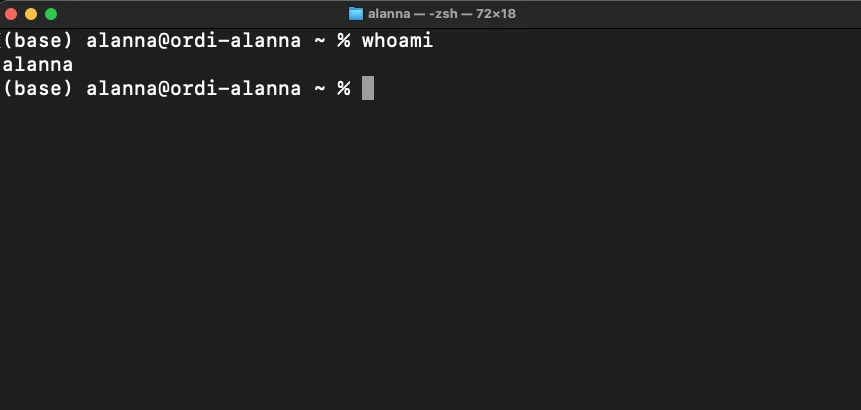 alanna — -zsh — 72×18
(base) alanna@ordi-alanna ~ % whoami
alanna
(base) alanna@ordi-alanna ~ %